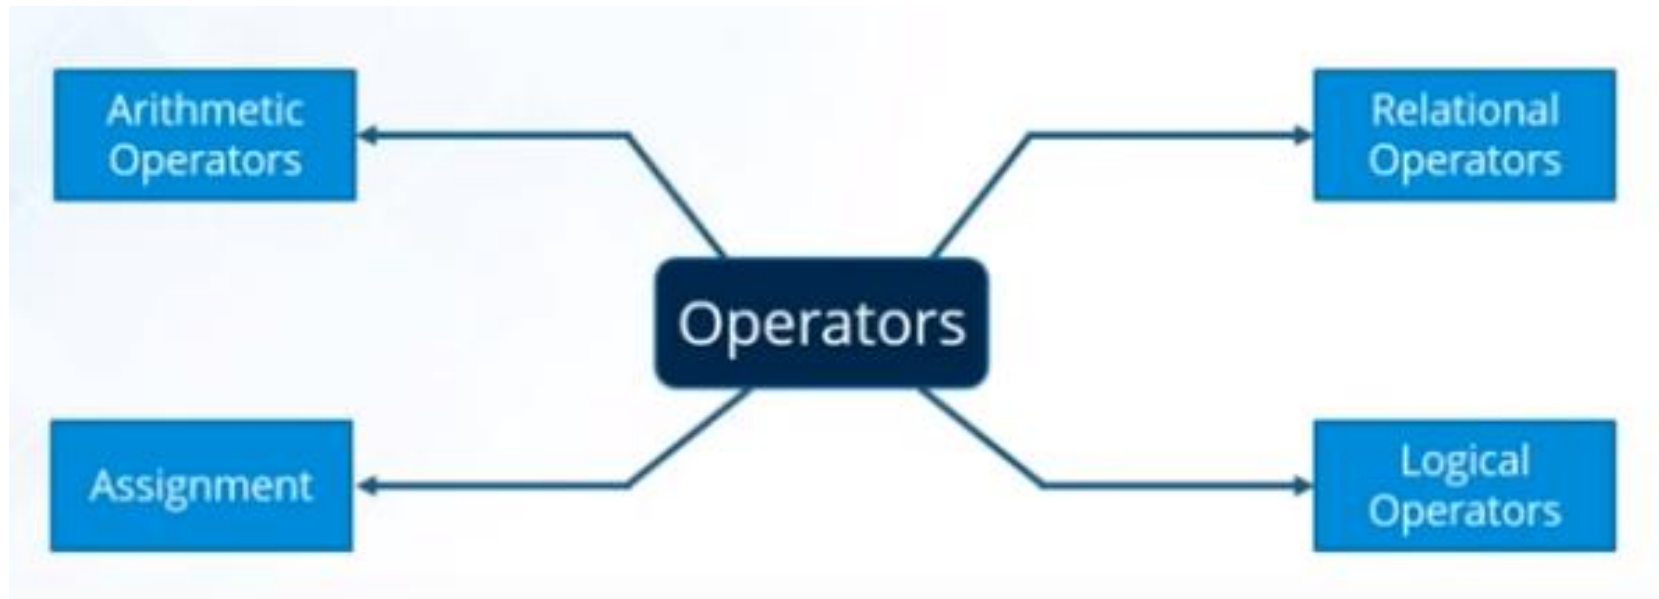 Arithmetic
Operators
Relational
Operators
Operators
Assignment
Logical
Operators